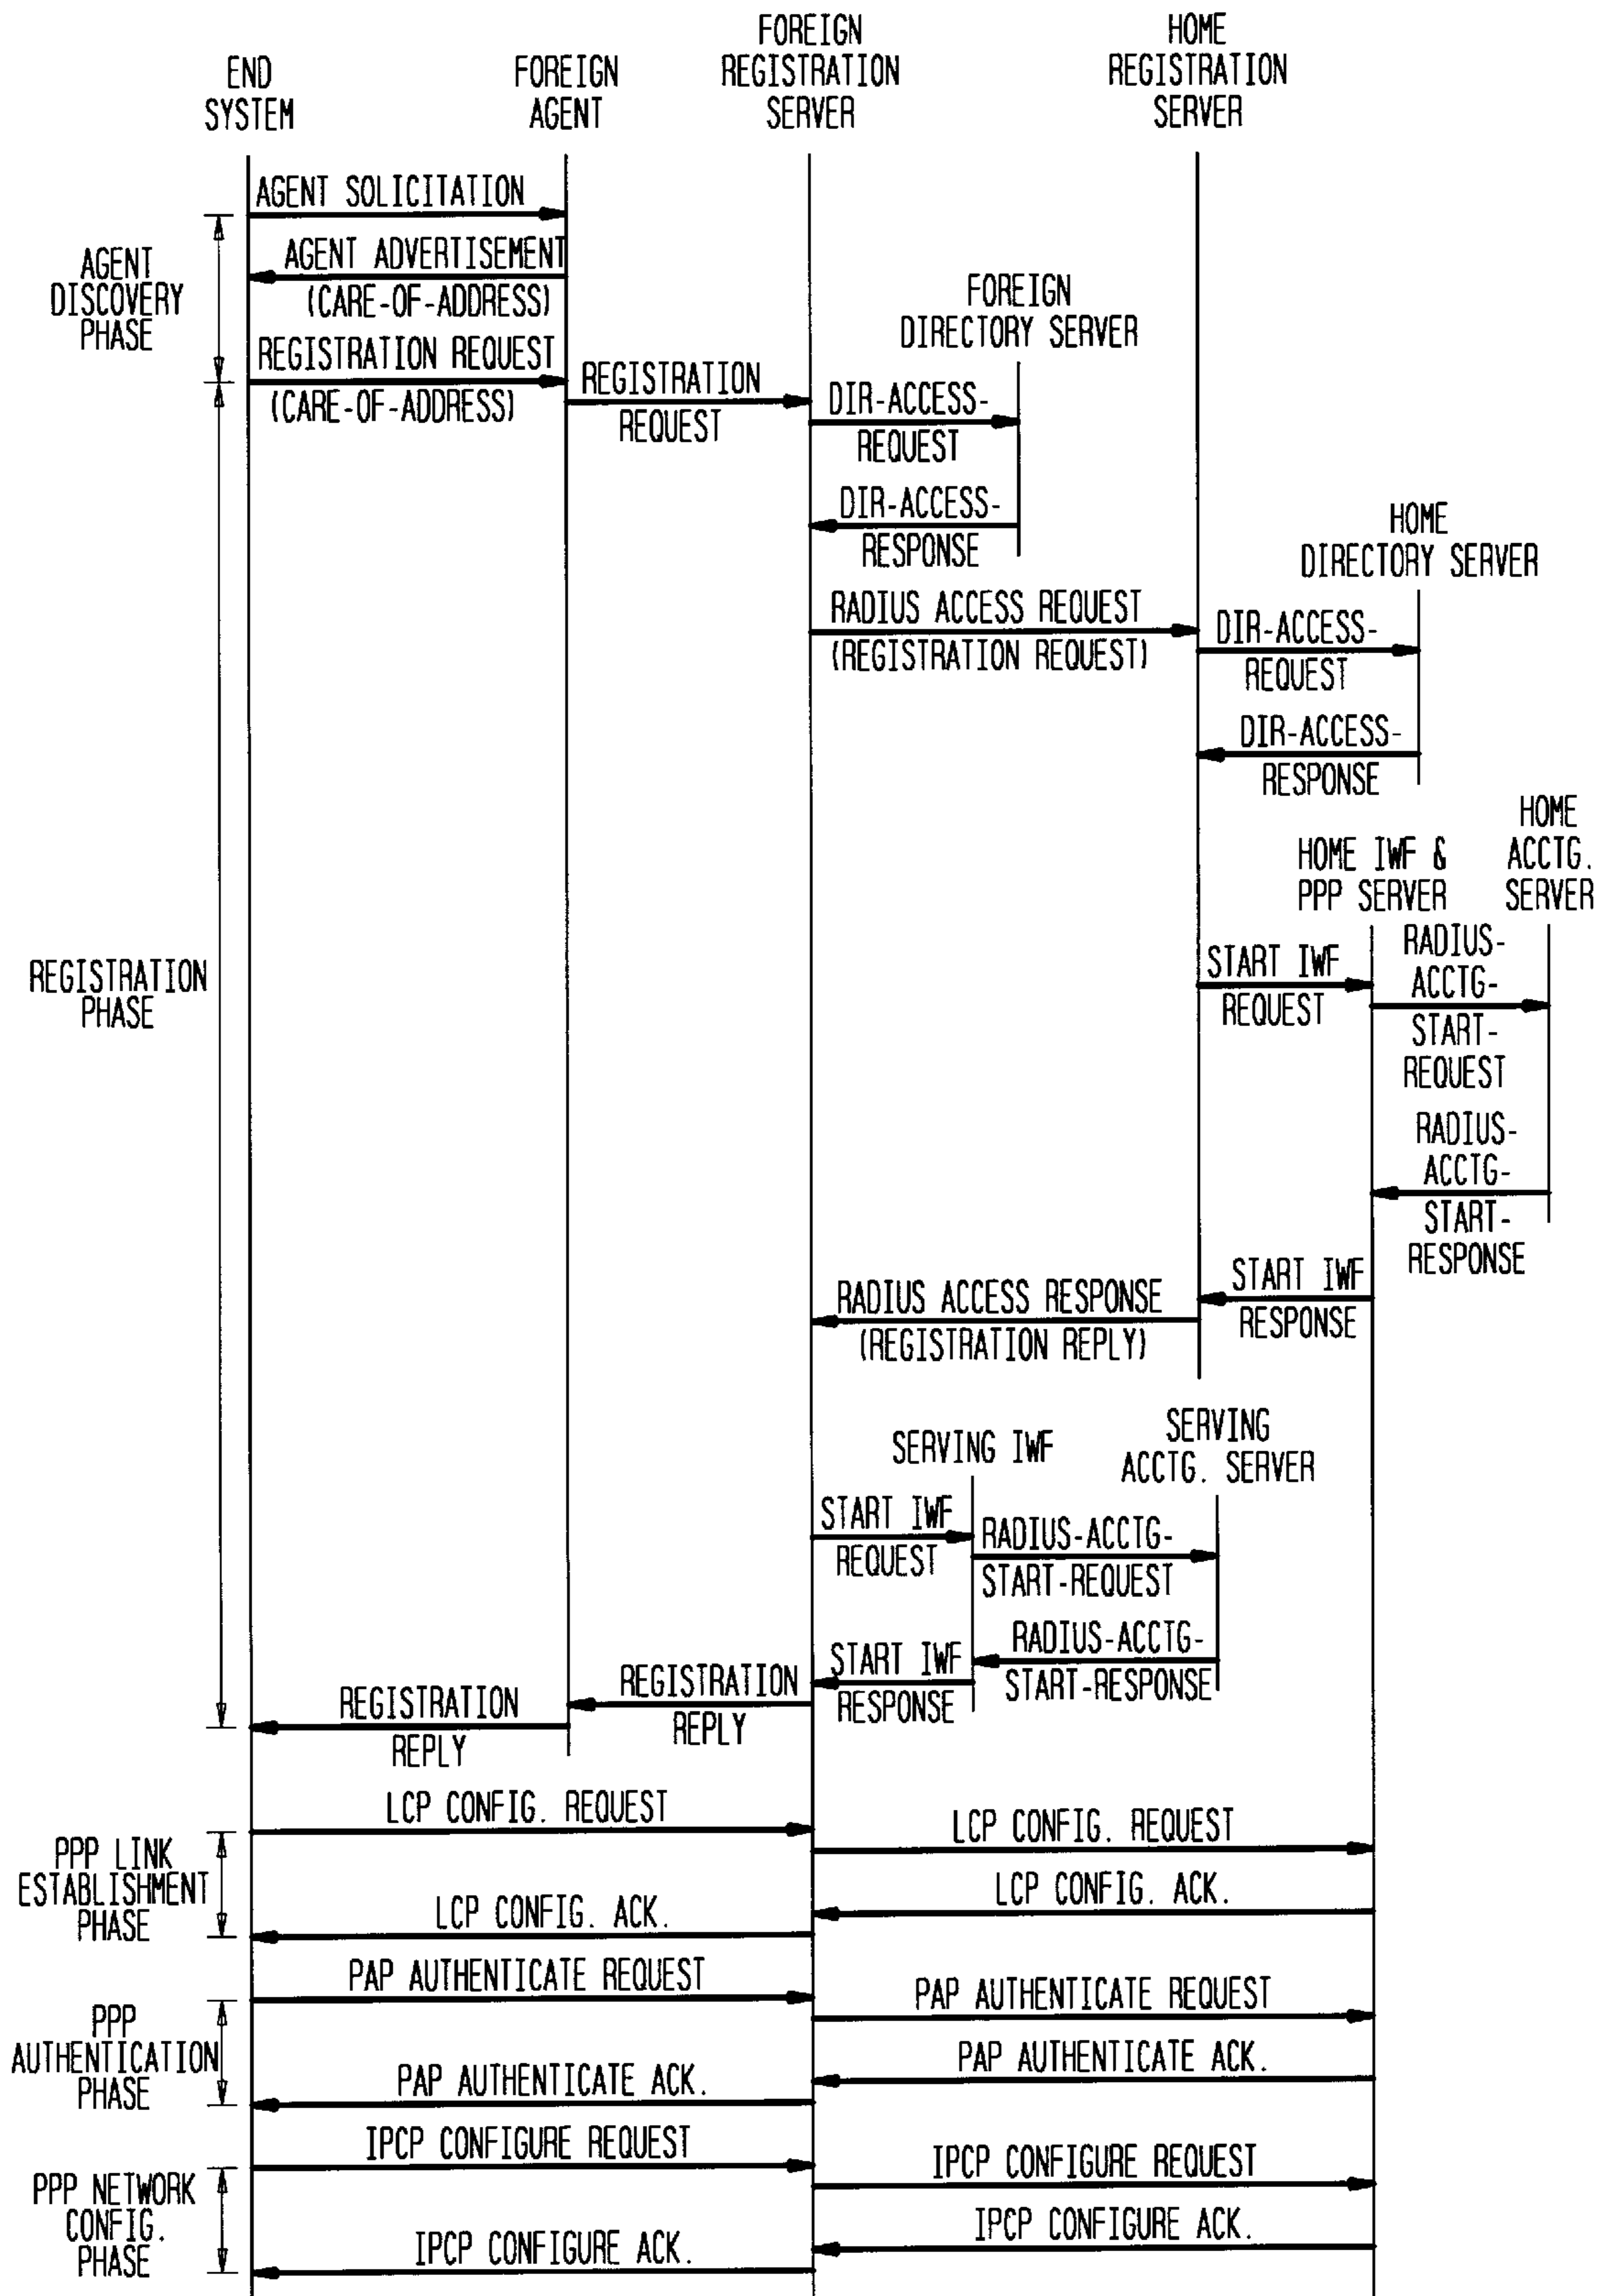 END
SYSTEM
FOREIGN
AGENT
FOREIGN
REGISTRATION
SERVER
HOME
REGISTRATION
SERVER
AGENT SOLICITATION
AGENT ADVERTISEMENT
(CARE-OF-ADDRESS)
AGENT
DISCOVERY
PHASE
REGISTRATION REQUEST
(CARE-OF-ADDRESS)
REGISTRATION
REQUEST
FOREIGN
DIRECTORY SERVER
DIR-ACCESS-
REQUEST
DIR-ACCESS-
RESPONSE
RADIUS ACCESS REQUEST
(REGISTRATION REQUEST)
HOME
DIRECTORY SERVER
DIR-ACCESS-
REQUEST
DIR-ACCESS-
RESPONSE
HOME IWF &
PPP SERVER
HOME
ACCTG.
SERVER
REGISTRATION
PHASE
START IWF
REQUEST
RADIUS-
ACCTG-
START-
REQUEST
RADIUS-
ACCTG-
START-
RESPONSE
START IWF
RESPONSE
RADIUS ACCESS RESPONSE
(REGISTRATION REPLY)
SERVING IWF
SERVING
ACCTG. SERVER
START IWF
REQUEST
RADIUS-ACCTG-
START-REQUEST
RADIUS-ACCTG-
START-RESPONSE
START IWF
RESPONSE
REGISTRATION
REPLY
REGISTRATION
REPLY
LCP CONFIG. REQUEST
LCP CONFIG. REQUEST
PPP LINK
ESTABLISHMENT
PHASE
LCP CONFIG. ACK.
LCP CONFIG. ACK.
PAP AUTHENTICATE REQUEST
PAP AUTHENTICATE REQUEST
PPP
AUTHENTICATION
PHASE
PAP AUTHENTICATE ACK.
PAP AUTHENTICATE ACK.
IPCP CONFIGURE REQUEST
IPCP CONFIGURE REQUEST
PPP NETWORK
CONFIG.
PHASE
IPCP CONFIGURE ACK.
IPCP CONFIGURE ACK.